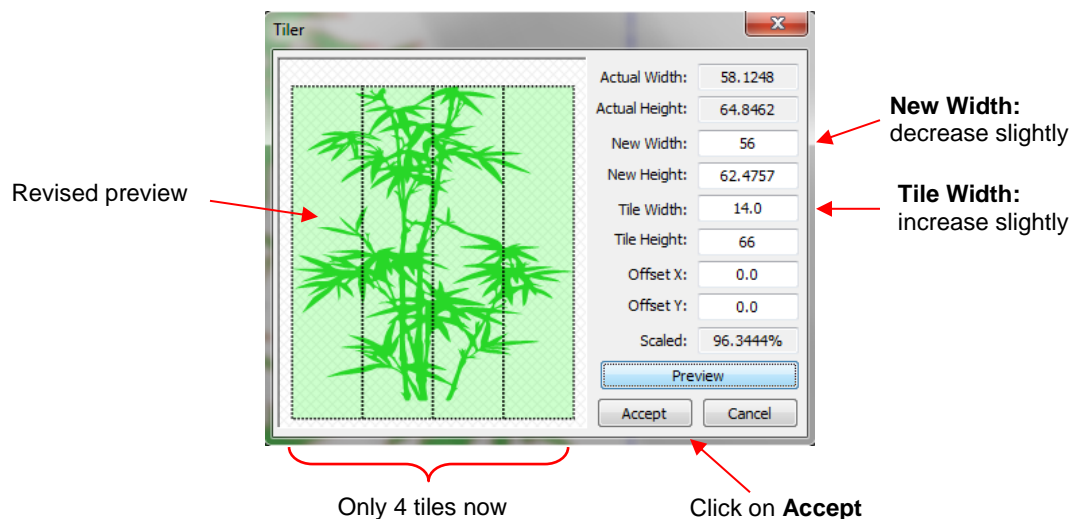 Tiler
Actual Width: 58.1248
Actual Height: 64.8462
New Width: 56
New Height: 62.4757
Tile Width: 14.0
Tile Height: 66
Offset X: 0.0
Offset Y: 0.0
Scaled: 96.3444%
Preview
Accept Cancel
New Width:
decrease slightly
Revised preview
Tile Width:
increase slightly
Only 4 tiles now
Click on Accept